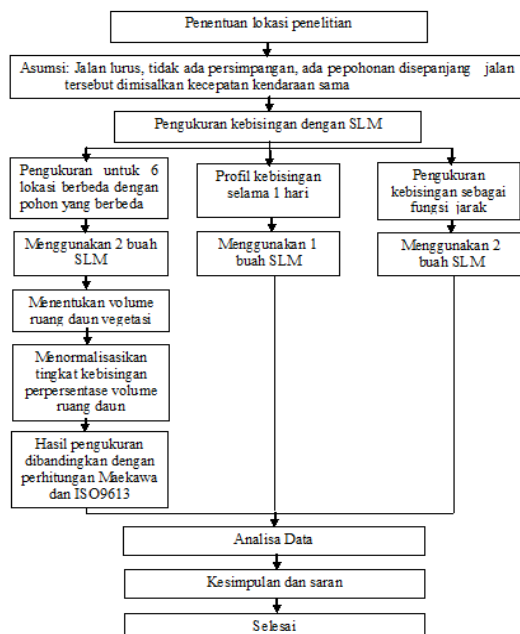 Penentuan lokasi penelitian
Asumsi: Jalan lurus, tidak ada persimpangan, ada pepohonan disepanjang jalan
tersebut dimisalkan kecepatan kendaraan sama
Pengukuran kebisingan dengan SLM
Pengukuran untuk 6
lokasi berbeda dengan
pohon yang berbeda
Menggunakan 2 buah
SLM
Menentukan volume
ruang daun vegetasi
Menormalisasikan
tingkat kebisingan
perpersentase volume
ruang daun
Hasil pengukuran
dibandingkan dengan
perhitungan Maekawa
dan ISO9613
Profil kebisingan
selama 1 hari
Menggunakan 1
buah SLM
Pengukuran
kebisingan sebagai
fungsi jarak
Menggunakan 2
buah SLM
Analisa Data
Kesimpulan dan saran
Selesai